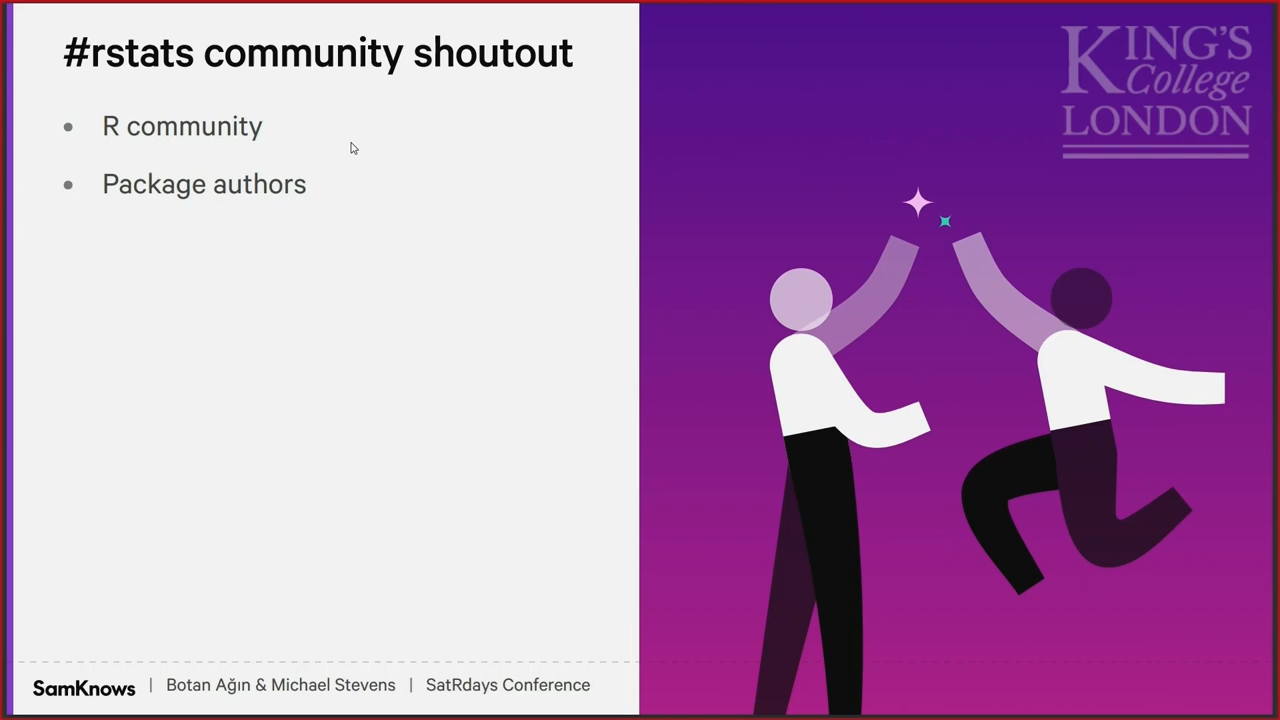 #rstats community shoutout
• R community
• Package authors
SamKnows | Botan Ağın & Michael Stevens | SatRdays Conference
KING'S
College
LONDON